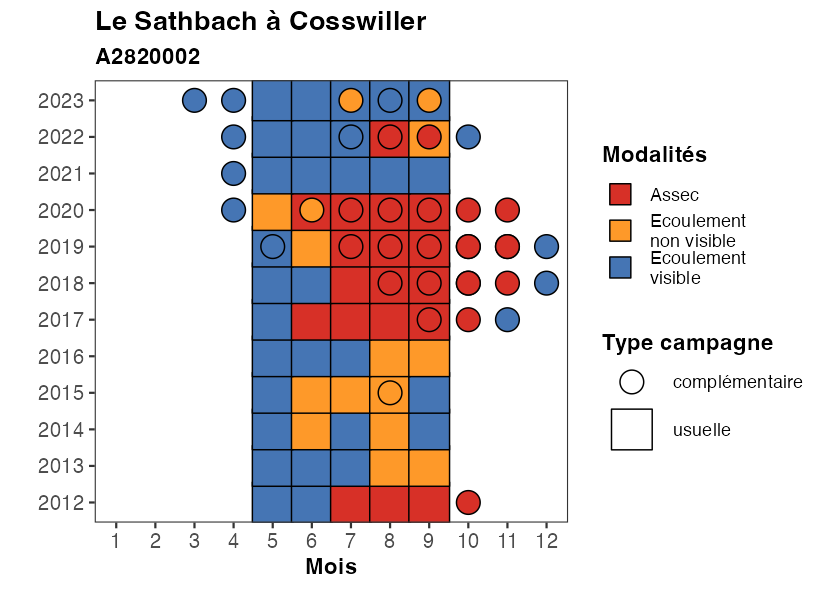 Le Sathbach à Cosswiller
A2820002
2023
2022
2021
2020
2019
2018
2017
2016
2015
2014
2013
2012
1 2 3 4 5 6 7 8 9 10 11 12
Mois
Modalités
Assec
Ecoulement
non visible
Ecoulement
visible
Type campagne
complémentaire
usuelle